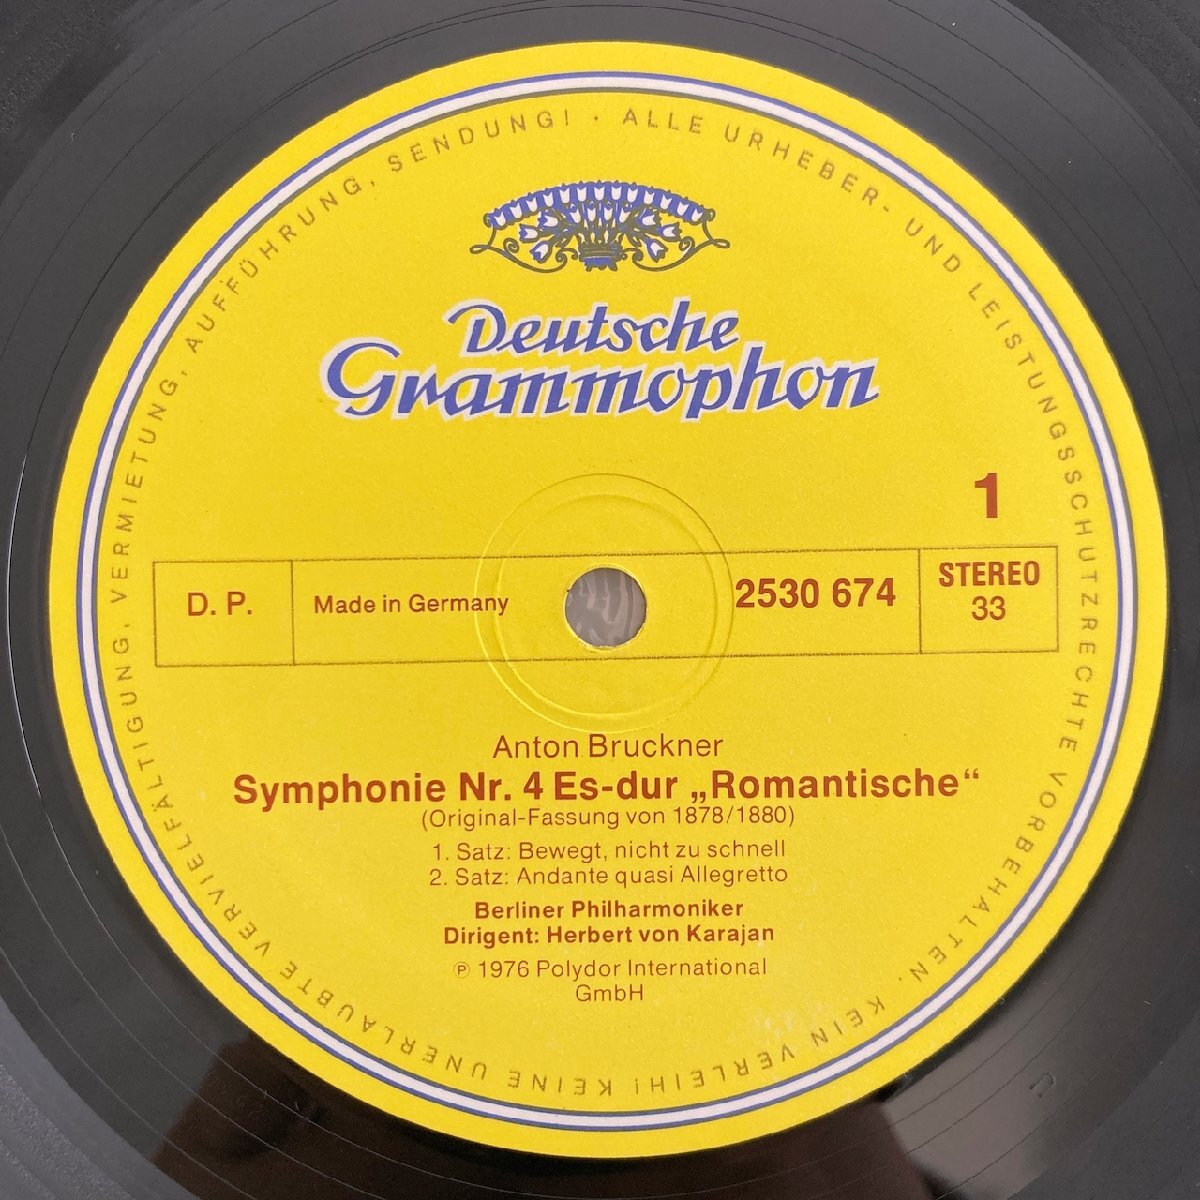 ALLE URHEBER- UND LEISTUNGSSCHUTZRECHTE VORBEHALTEN. KEIN VERLEIH! KEINE UNERLAUBTE VERVIELFÄLTIGUNG, VERMIETUNG, AUFFÜHRUNG, SENDUNG! ·
Deutsche
Grammophon
1
D. P.
Made in Germany
2530 674
STEREO
33
Anton Bruckner
Symphonie Nr. 4 Es-dur „Romantische“
(Original-Fassung von 1878/1880)
1. Satz: Bewegt, nicht zu schnell
2. Satz: Andante quasi Allegretto
Berliner Philharmoniker
Dirigent: Herbert von Karajan
℗ 1976 Polydor International
GmbH